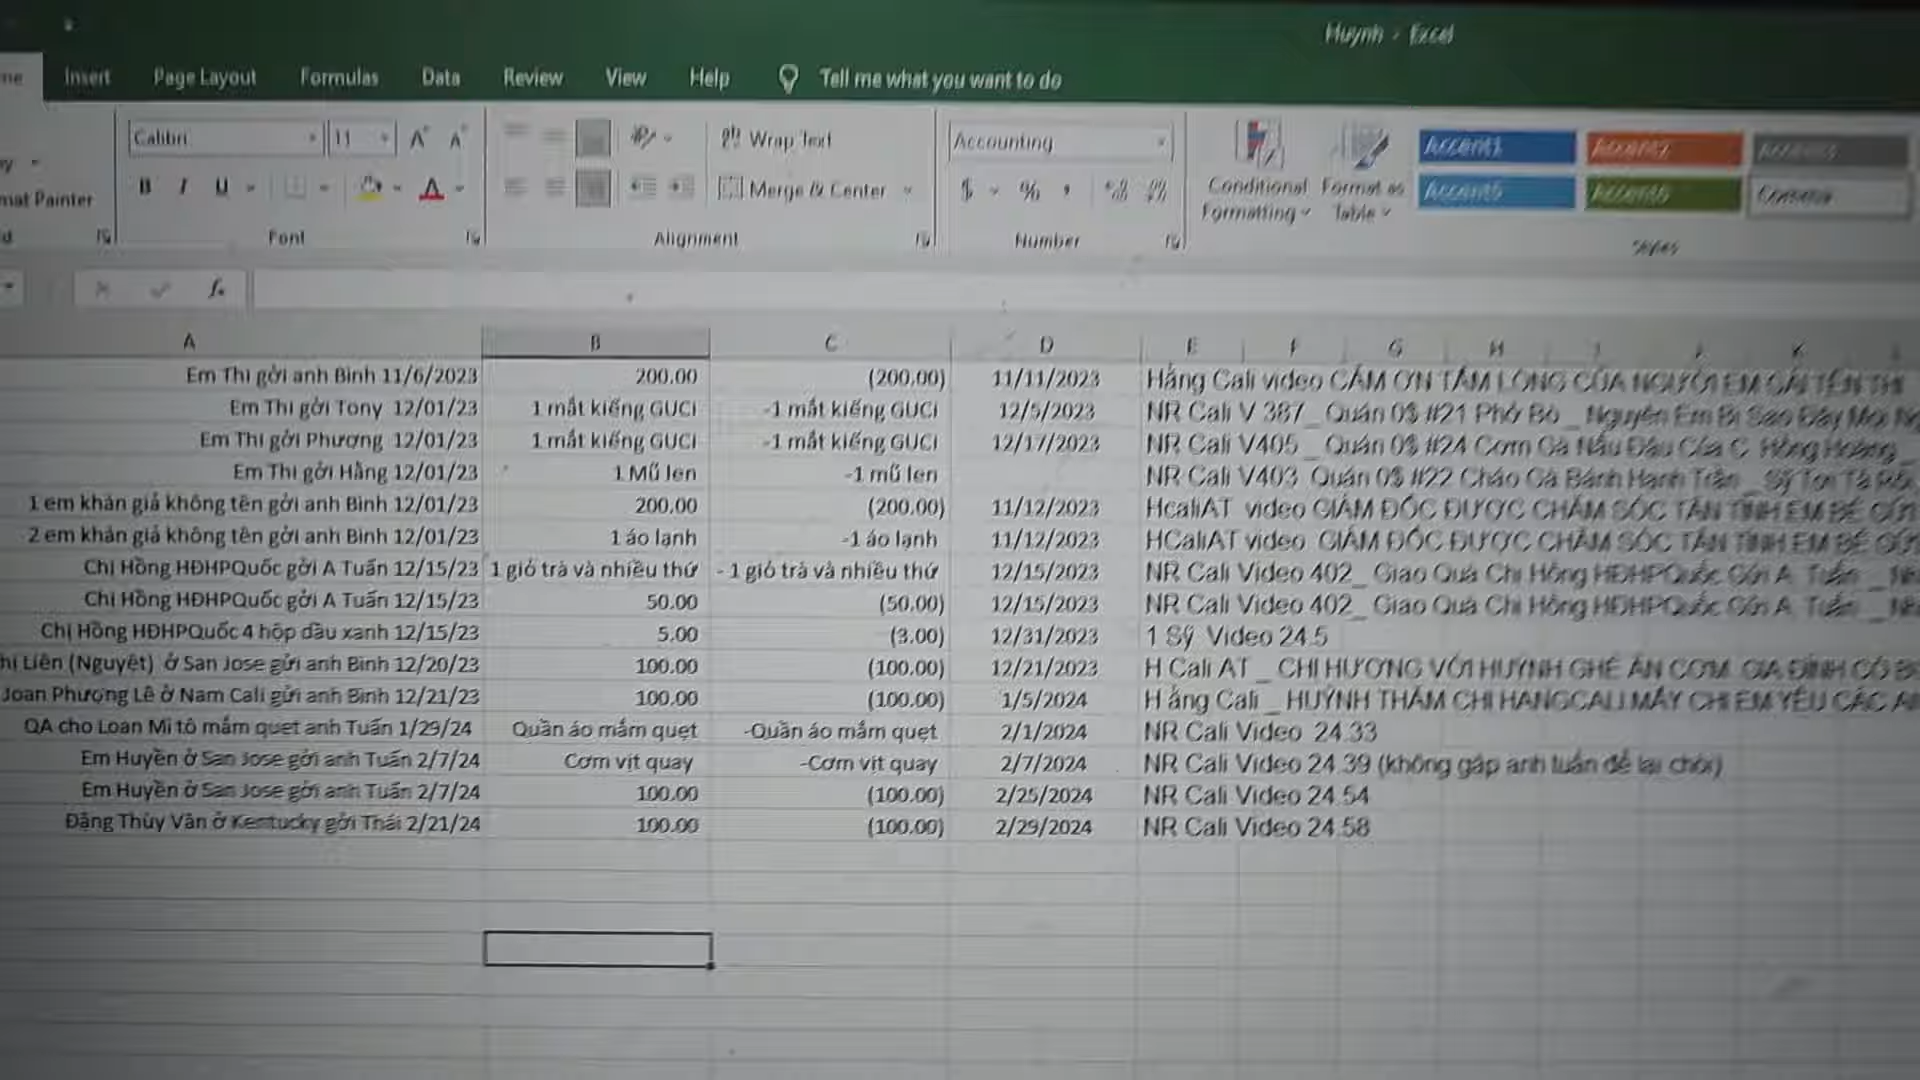 Huynh - Excel
Insert Page Layout Formulas Data Review View Help Tell me what you want to do
Calibri 11 Wrap Text Accounting Accent1 Accent2
B I U Merge & Center $ % , Conditional Formatting Format as Table Accent5 Accent6 Comma
mat Painter
Font Alignment Number Styles
fx
A B C D E F G H K
Em Thi gởi anh Bình 11/6/2023 200.00 (200.00) 11/11/2023 Hằng Cali video CÁM ƠN TẤM LÒNG CỦA NGƯỜI EM GÁI TÊN THI
Em Thi gởi Tony 12/01/23 1 mắt kiếng GUCI -1 mắt kiếng GUCI 12/5/2023 NR Cali V 387_ Quán 0$ #21 Phở Bò _ Nguyên Em Bị Sao Đây Mọi
Em Thi gởi Phượng 12/01/23 1 mắt kiếng GUCI -1 mắt kiếng GUCI 12/17/2023 NR Cali V405 _ Quán 0$ #24 Cơm Gà Nấu Đậu Của C. Hồng Hoàng _
Em Thi gởi Hằng 12/01/23 1 Mũ len -1 mũ len NR Cali V403 Quán 0$ #22 Cháo Cá Bánh Hạnh Trần _ Sỹ Tơi Tả
1 em khán giả không tên gởi anh Bình 12/01/23 200.00 (200.00) 11/12/2023 HcaliAT video GIÁM ĐỐC ĐƯỢC CHĂM SÓC TẬN TÌNH EM BÉ
2 em khán giả không tên gởi anh Bình 12/01/23 1 áo lạnh -1 áo lạnh 11/12/2023 HCaliAT video GIÁM ĐỐC ĐƯỢC CHĂM SÓC TẬN TÌNH EM BÉ
Chị Hồng HĐHPQuốc gởi A Tuấn 12/15/23 1 giỏ trà và nhiều thứ - 1 giỏ trà và nhiều thứ 12/15/2023 NR Cali Video 402_ Giao Quà Chị Hồng HĐHPQuốc Gửi A. Tuấn _
Chị Hồng HĐHPQuốc gởi A Tuấn 12/15/23 50.00 (50.00) 12/15/2023 NR Cali Video 402_ Giao Quà Chị Hồng HĐHPQuốc Gửi A. Tuấn _
Chị Hồng HĐHPQuốc 4 hộp dầu xanh 12/15/23 5.00 (3.00) 12/31/2023 1 Sỹ Video 24.5
hị Liên (Nguyệt) ở San Jose gửi anh Bình 12/20/23 100.00 (100.00) 12/21/2023 H Cali AT _ CHỊ HƯƠNG VỚI HUỲNH GHÉ ĂN CƠM GIA ĐÌNH CÔ
Joan Phượng Lê ở Nam Cali gửi anh Bình 12/21/23 100.00 (100.00) 1/5/2024 H ằng Cali _ HUỲNH THĂM CHỊ HANGCALI.MẤY CHỊ EM YÊU CÁC
QA cho Loan Mì tô mắm quẹt anh Tuấn 1/29/24 Quần áo mắm quẹt -Quần áo mắm quẹt 2/1/2024 NR Cali Video 24.33
Em Huyền ở San Jose gởi anh Tuấn 2/7/24 Cơm vịt quay -Cơm vịt quay 2/7/2024 NR Cali Video 24.39 (không gặp anh tuấn để lại chòi)
Em Huyền ở San Jose gởi anh Tuấn 2/7/24 100.00 (100.00) 2/25/2024 NR Cali Video 24.54
Đặng Thùy Vân ở Kentucky gởi Thái 2/21/24 100.00 (100.00) 2/29/2024 NR Cali Video 24.58